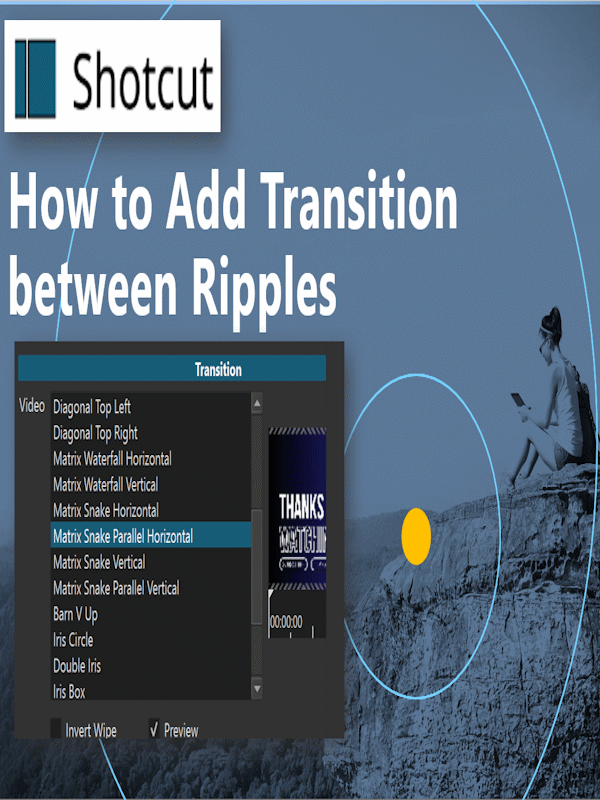 Shotcut
How to Add Transition
between Ripples
Transition
Video
Diagonal Top Left
Diagonal Top Right
Matrix Waterfall Horizontal
Matrix Waterfall Vertical
Matrix Snake Horizontal
Matrix Snake Parallel Horizontal
Matrix Snake Vertical
Matrix Snake Parallel Vertical
Barn V Up
Iris Circle
Double Iris
Iris Box
Invert Wipe
Preview
THANKS
00:00:00